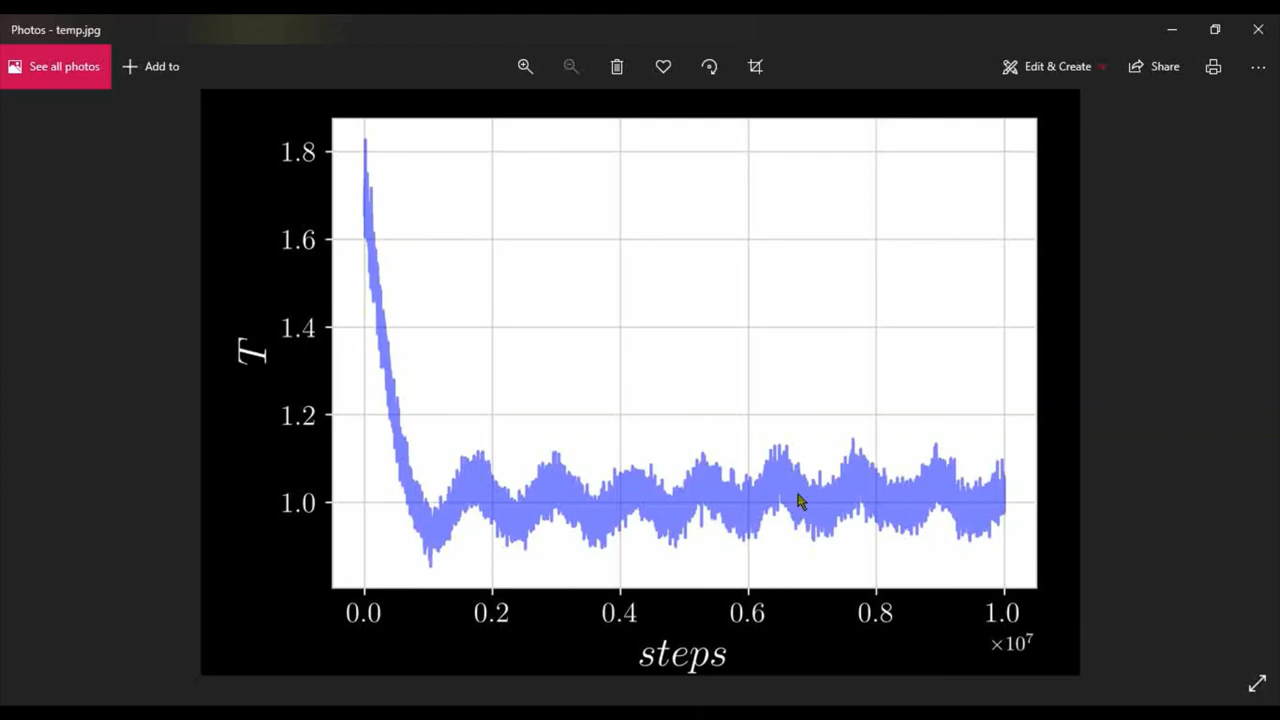 Photos - temp.jpg
See all photos
Add to
Edit & Create
Share
1.8
1.6
1.4
1.2
1.0
T
0.0 0.2 0.4 0.6 0.8 1.0
×10⁷
steps